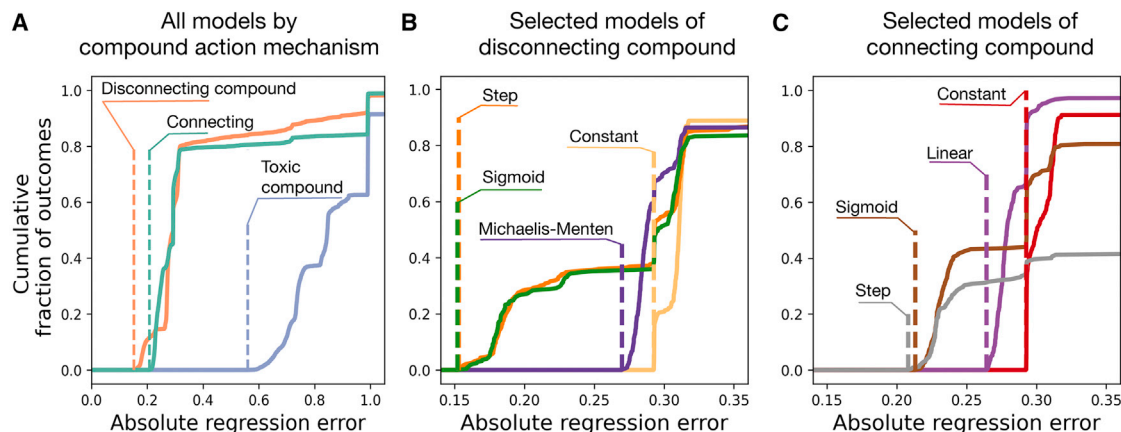 A
All models by
compound action mechanism
B
Selected models of
disconnecting compound
C
Selected models of
connecting compound
Cumulative
fraction of outcomes
1.0
0.8
0.6
0.4
0.2
0.0
Disconnecting compound
Connecting
Toxic
compound
0.0 0.2 0.4 0.6 0.8 1.0
Absolute regression error
1.0
0.8
0.6
0.4
0.2
0.0
Step
Constant
Sigmoid
Michaelis-Menten
0.15 0.20 0.25 0.30 0.35
Absolute regression error
1.0
0.8
0.6
0.4
0.2
0.0
Constant
Linear
Sigmoid
Step
0.15 0.20 0.25 0.30 0.35
Absolute regression error